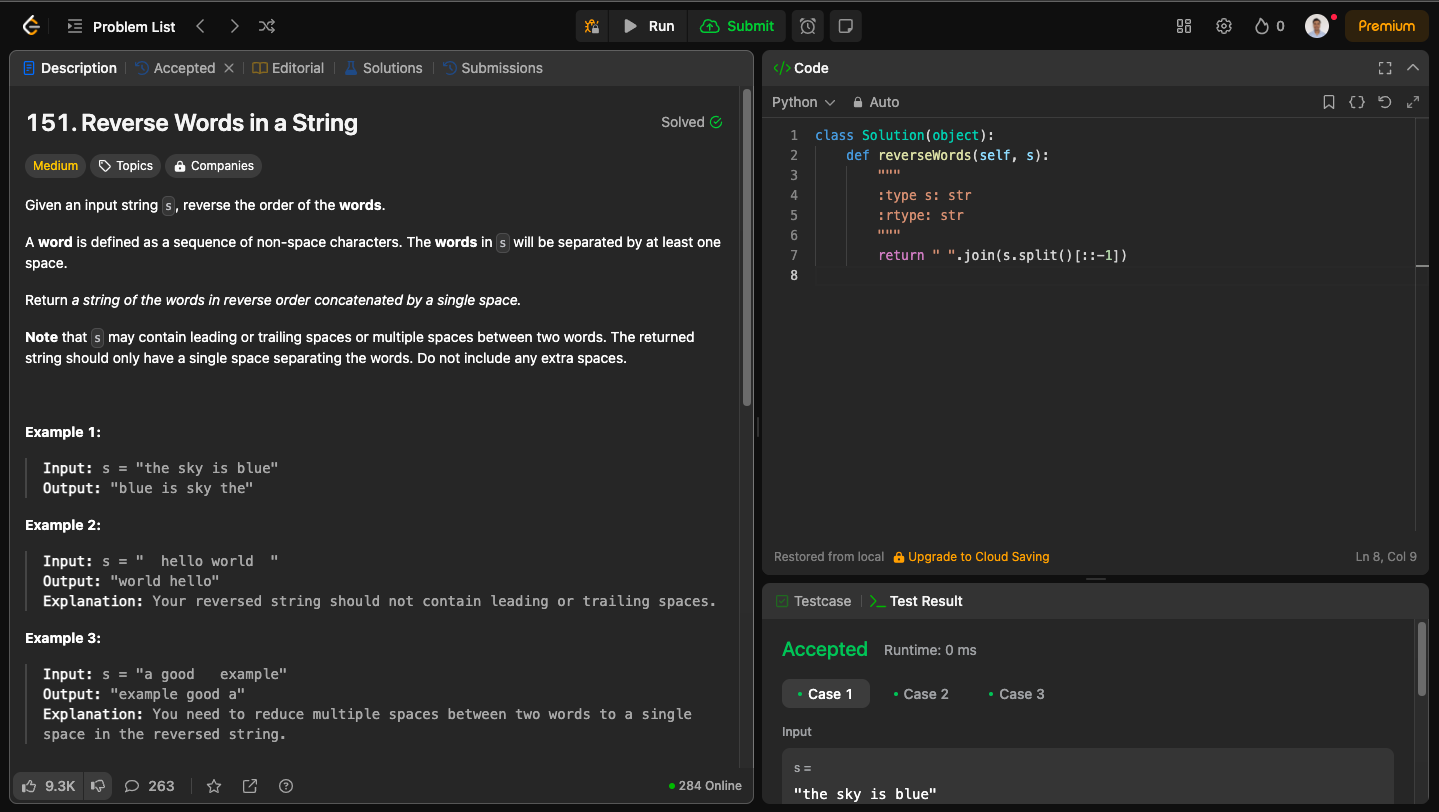 Problem List
Run
Submit
0
Premium
Description
Accepted
Editorial
Solutions
Submissions
151. Reverse Words in a String
Solved
Medium
Topics
Companies
Given an input string s, reverse the order of the words.
A word is defined as a sequence of non-space characters. The words in s will be separated by at least one
space.
Return a string of the words in reverse order concatenated by a single space.
Note that s may contain leading or trailing spaces or multiple spaces between two words. The returned
string should only have a single space separating the words. Do not include any extra spaces.
Example 1:
Input: s = "the sky is blue"
Output: "blue is sky the"
Example 2:
Input: s = "  hello world  "
Output: "world hello"
Explanation: Your reversed string should not contain leading or trailing spaces.
Example 3:
Input: s = "a good   example"
Output: "example good a"
Explanation: You need to reduce multiple spaces between two words to a single
space in the reversed string.
9.3K
263
284 Online
</> Code
Python
Auto
1 class Solution(object):
2     def reverseWords(self, s):
3         """
4         :type s: str
5         :rtype: str
6         """
7         return " ".join(s.split()[::-1])
8
Restored from local
Upgrade to Cloud Saving
Ln 8, Col 9
Testcase
>_ Test Result
Accepted
Runtime: 0 ms
Case 1
Case 2
Case 3
Input
s =
"the sky is blue"